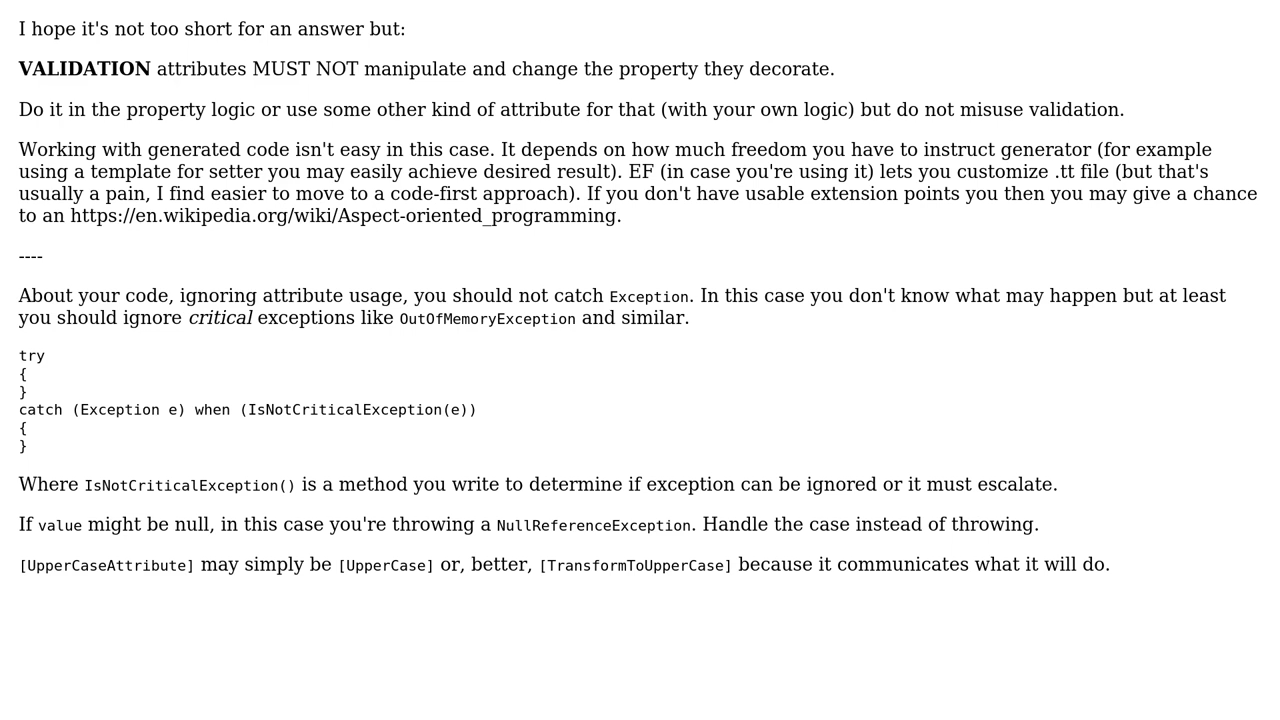 I hope it's not too short for an answer but:
VALIDATION attributes MUST NOT manipulate and change the property they decorate.
Do it in the property logic or use some other kind of attribute for that (with your own logic) but do not misuse validation.
Working with generated code isn't easy in this case. It depends on how much freedom you have to instruct generator (for example
using a template for setter you may easily achieve desired result). EF (in case you're using it) lets you customize .tt file (but that's
usually a pain, I find easier to move to a code-first approach). If you don't have usable extension points you then you may give a chance
to an https://en.wikipedia.org/wiki/Aspect-oriented_programming.
----
About your code, ignoring attribute usage, you should not catch Exception. In this case you don't know what may happen but at least
you should ignore critical exceptions like OutOfMemoryException and similar.
try
{
}
catch (Exception e) when (IsNotCriticalException(e))
{
}
Where IsNotCriticalException() is a method you write to determine if exception can be ignored or it must escalate.
If value might be null, in this case you're throwing a NullReferenceException. Handle the case instead of throwing.
[UpperCaseAttribute] may simply be [UpperCase] or, better, [TransformToUpperCase] because it communicates what it will do.